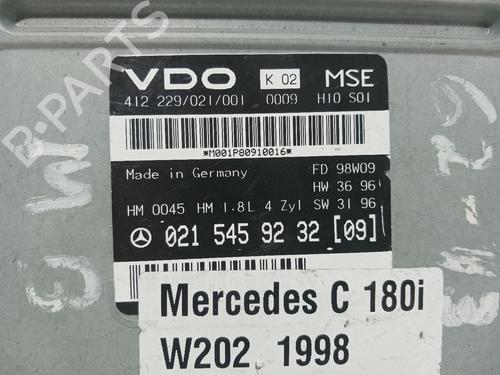 VDO K 02 MSE
412 229/021/001 0009 H10 S01
*M001P80910016*
Made in Germany FD 98W09
HW 36 96
HM 0045 HM 1.8L 4 Zyl SW 31 96
021 545 92 32 [09]
Mercedes C 180i
W202 1998
B-PARTS